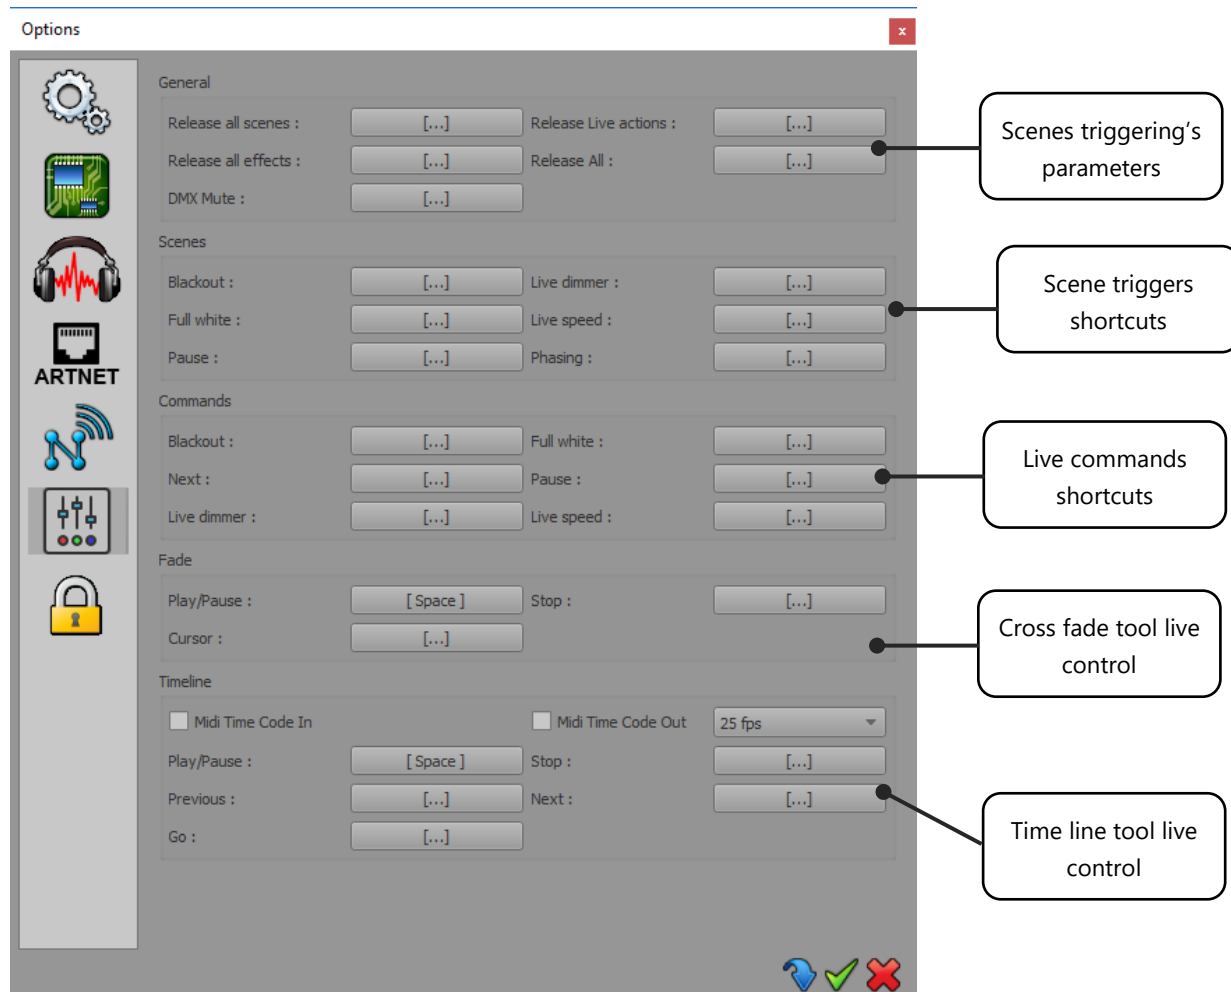 Options
x
General
Release all scenes : [...] Release Live actions : [...]
Release all effects : [...] Release All : [...]
DMX Mute : [...]
Scenes
Blackout : [...] Live dimmer : [...]
Full white : [...] Live speed : [...]
Pause : [...] Phasing : [...]
Commands
Blackout : [...] Full white : [...]
Next : [...] Pause : [...]
Live dimmer : [...] Live speed : [...]
Fade
Play/Pause : [ Space ] Stop : [...]
Cursor : [...]
Timeline
Midi Time Code In Midi Time Code Out 25 fps
Play/Pause : [ Space ] Stop : [...]
Previous : [...] Next : [...]
Go : [...]
ARTNET
Scenes triggering’s
parameters
Scene triggers
shortcuts
Live commands
shortcuts
Cross fade tool live
control
Time line tool live
control